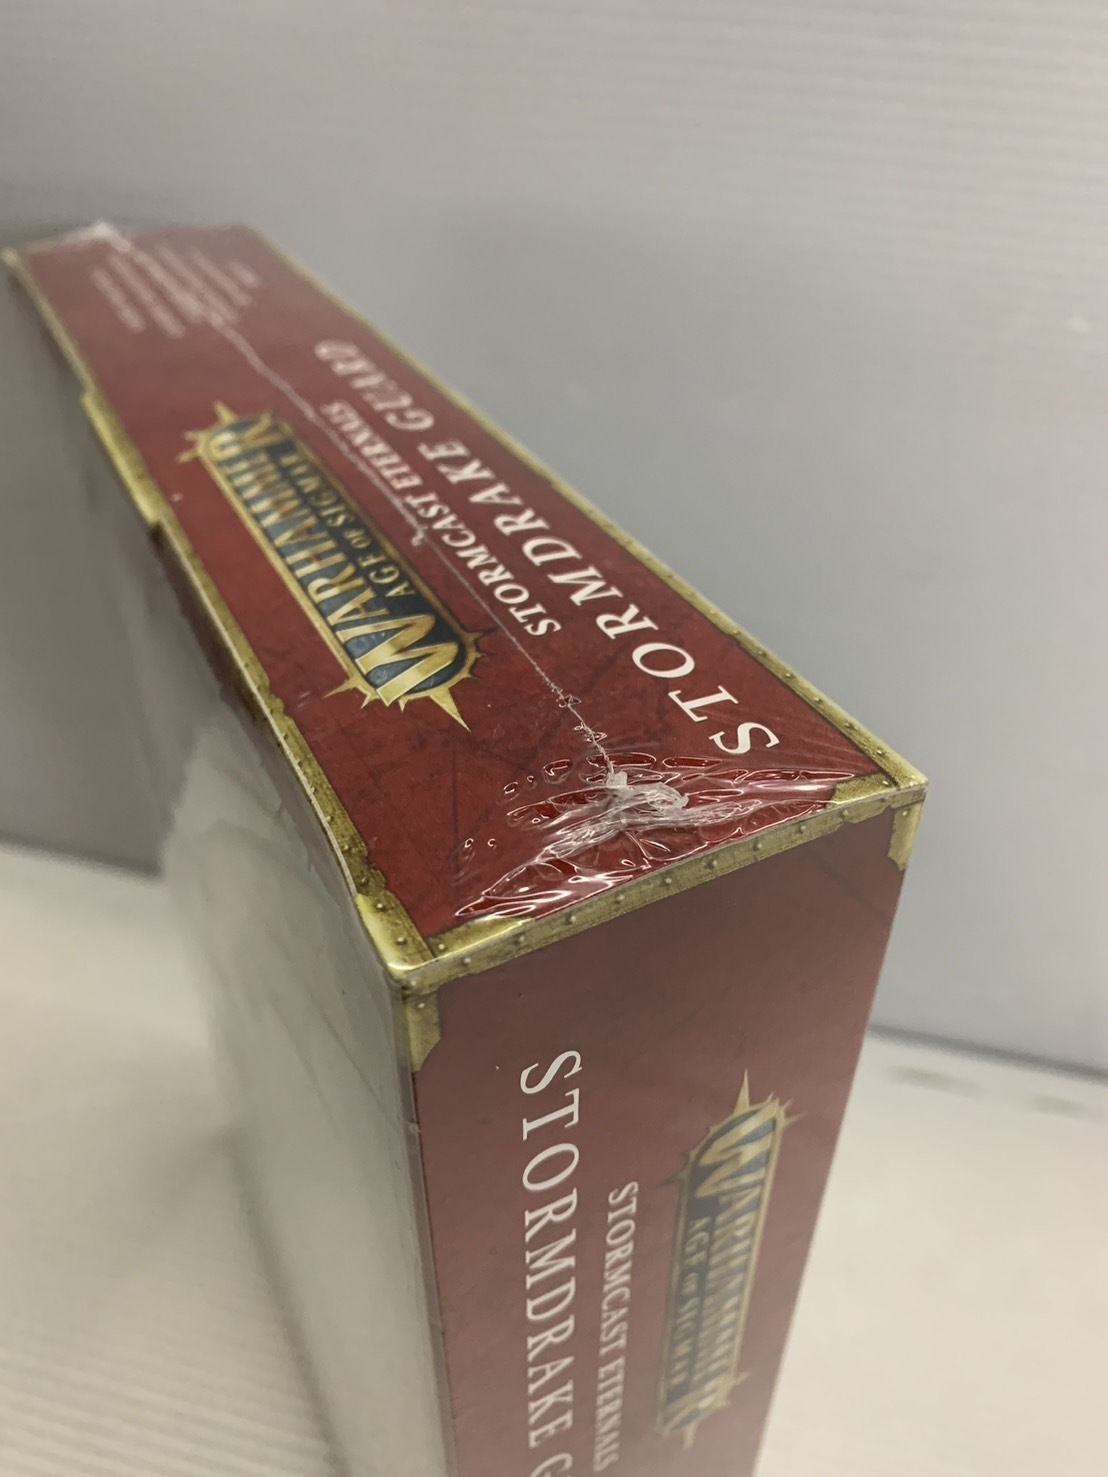 STORMCAST ETERNALS
STORMDRAKE GUARD
WARHAMMER
AGE OF SIGMAR
STORMDRAKE G
STORMCAST ETERNALS
WARHAMMER
AGE OF SIGMAR